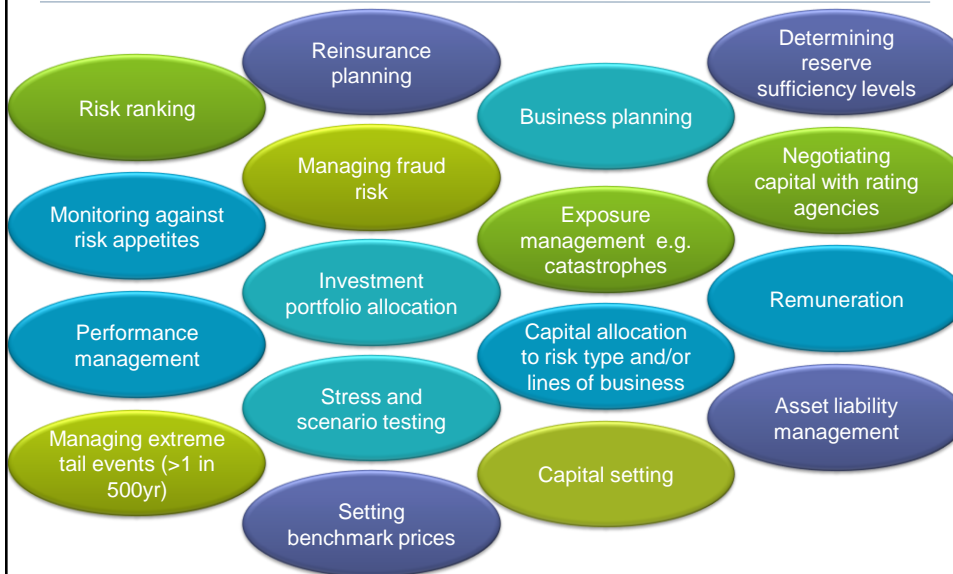 Risk ranking
Monitoring against
risk appetites
Performance
management
Managing extreme
tail events (>1 in
500yr)
Reinsurance
planning
Managing fraud
risk
Investment
portfolio allocation
Stress and
scenario testing
Setting
benchmark prices
Business planning
Exposure
management e.g.
catastrophes
Capital allocation
to risk type and/or
lines of business
Capital setting
Determining
reserve
sufficiency levels
Negotiating
capital with rating
agencies
Remuneration
Asset liability
management